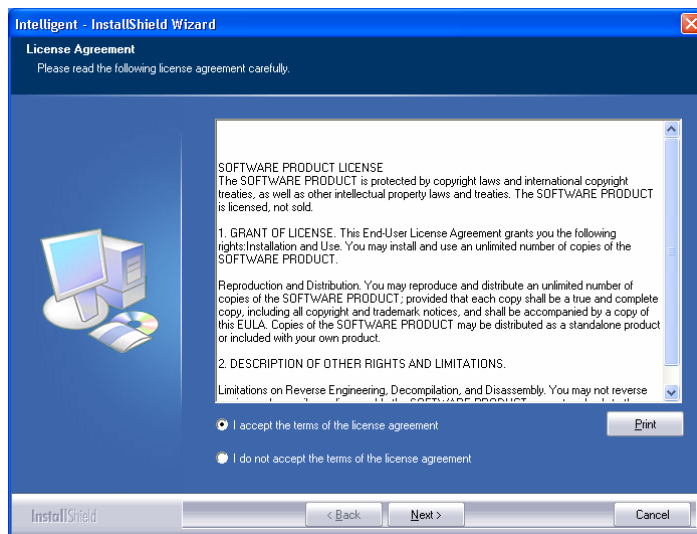 Intelligent - InstallShield Wizard
License Agreement
Please read the following license agreement carefully.
SOFTWARE PRODUCT LICENSE
The SOFTWARE PRODUCT is protected by copyright laws and international copyright
treaties, as well as other intellectual property laws and treaties. The SOFTWARE PRODUCT
is licensed, not sold.
1. GRANT OF LICENSE. This End-User License Agreement grants you the following
rights:Installation and Use. You may install and use an unlimited number of copies of the
SOFTWARE PRODUCT.
Reproduction and Distribution. You may reproduce and distribute an unlimited number of
copies of the SOFTWARE PRODUCT; provided that each copy shall be a true and complete
copy, including all copyright and trademark notices, and shall be accompanied by a copy of
this EULA. Copies of the SOFTWARE PRODUCT may be distributed as a standalone product
or included with your own product.
2. DESCRIPTION OF OTHER RIGHTS AND LIMITATIONS.
Limitations on Reverse Engineering, Decompilation, and Disassembly. You may not reverse
I accept the terms of the license agreement
Print
I do not accept the terms of the license agreement
InstallShield
< Back
Next >
Cancel